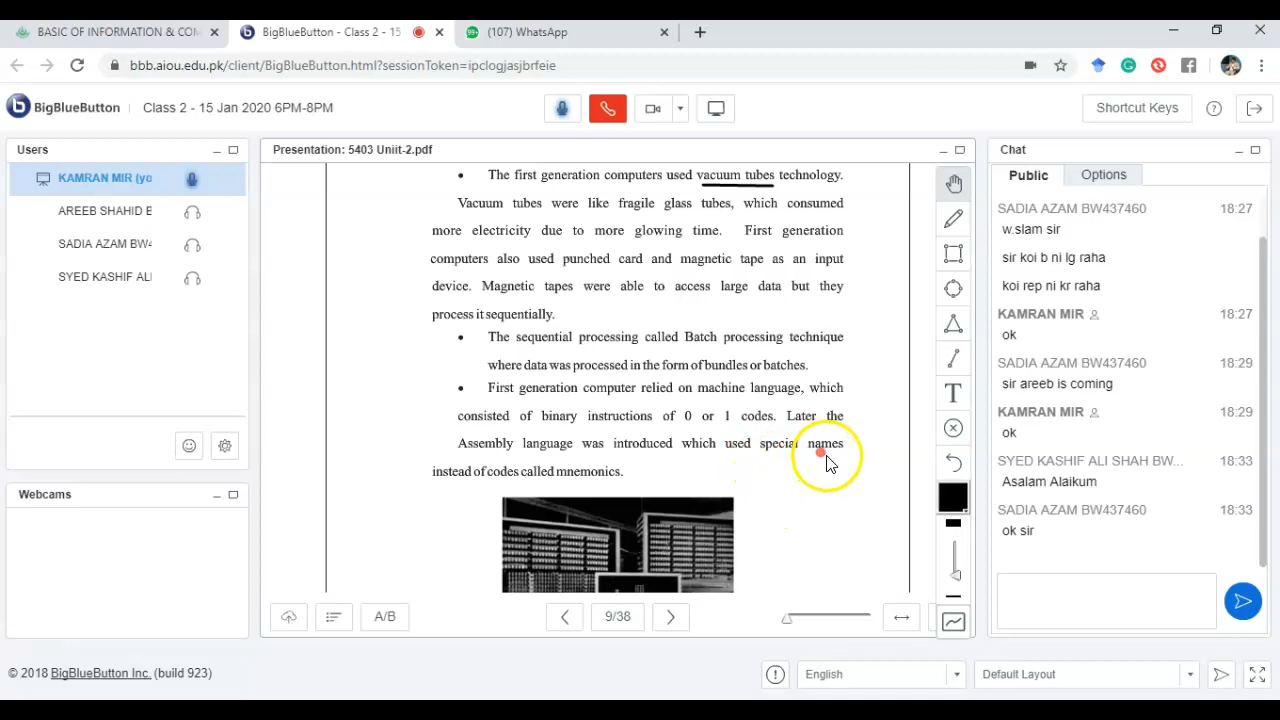 BASIC OF INFORMATION & COM
BigBlueButton - Class 2 - 15
99+
(107) WhatsApp
bbb.aiou.edu.pk/client/BigBlueButton.html?sessionToken=ipclogjasjbrfeie
BigBlueButton
Class 2 - 15 Jan 2020 6PM-8PM
Shortcut Keys
Users
KAMRAN MIR (yo
AREEB SHAHID B
SADIA AZAM BW4
SYED KASHIF ALI
Webcams
Presentation: 5403 Uniit-2.pdf
• The first generation computers used vacuum tubes technology.
Vacuum tubes were like fragile glass tubes, which consumed
more electricity due to more glowing time. First generation
computers also used punched card and magnetic tape as an input
device. Magnetic tapes were able to access large data but they
process it sequentially.
• The sequential processing called Batch processing technique
where data was processed in the form of bundles or batches.
• First generation computer relied on machine language, which
consisted of binary instructions of 0 or 1 codes. Later the
Assembly language was introduced which used special names
instead of codes called mnemonics.
T
A/B
9/38
Chat
Public
Options
SADIA AZAM BW437460 18:27
w.slam sir
sir koi b ni lg raha
koi rep ni kr raha
KAMRAN MIR 18:27
ok
SADIA AZAM BW437460 18:29
sir areeb is coming
KAMRAN MIR 18:29
ok
SYED KASHIF ALI SHAH BW... 18:33
Asalam Alaikum
SADIA AZAM BW437460 18:33
ok sir
© 2018 BigBlueButton Inc. (build 923)
English
Default Layout